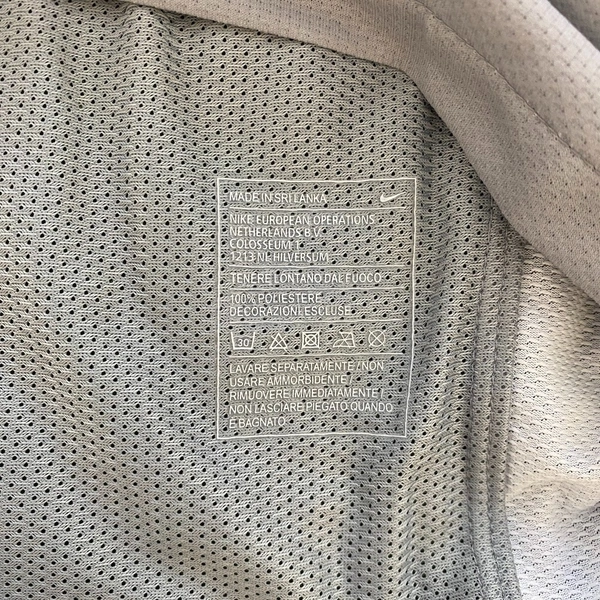 MADE IN SRI LANKA
NIKE EUROPEAN OPERATIONS
NETHERLANDS B.V.
COLOSSEUM 1
1213 NL HILVERSUM
TENERE LONTANO DAL FUOCO
100% POLIESTERE
DECORAZIONI ESCLUSE
30
LAVARE SEPARATAMENTE / NON
USARE AMMORBIDENTE /
RIMUOVERE IMMEDIATAMENTE /
NON LASCIARE PIEGATO QUANDO
E BAGNATO